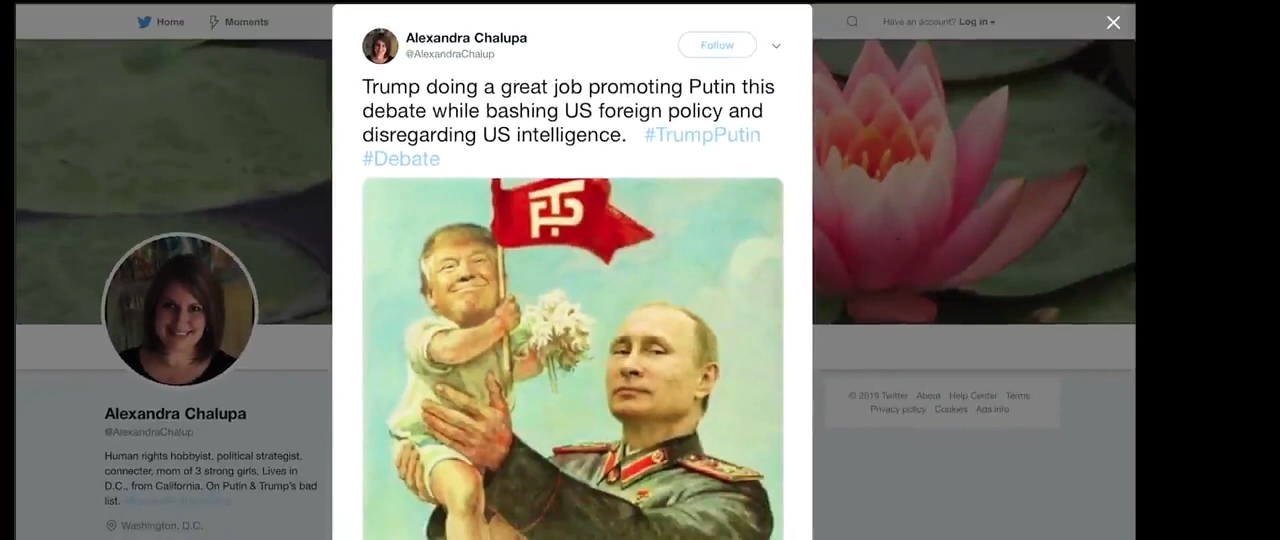 Home Moments Have an account? Log in
Alexandra Chalupa
@AlexandraChalup
Follow
Trump doing a great job promoting Putin this
debate while bashing US foreign policy and
disregarding US intelligence. #TrumpPutin
#Debate
Alexandra Chalupa
@AlexandraChalup
Human rights hobbyist, political strategist,
connecter, mom of 3 strong girls. Lives in
D.C., from California. On Putin & Trump's bad
list.
Washington, D.C.
© 2019 Twitter About Help Center Terms
Privacy policy Cookies Ads info